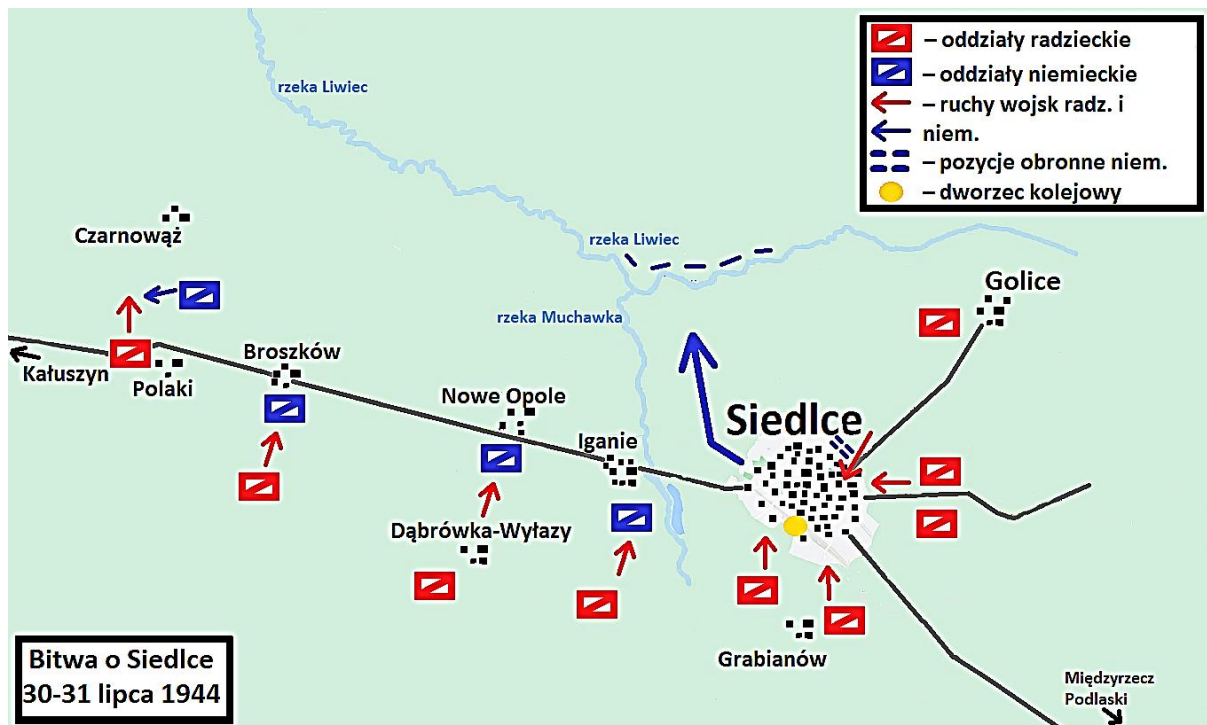 – oddziały radzieckie
– oddziały niemieckie
– ruchy wojsk radz. i
niem.
– pozycje obronne niem.
– dworzec kolejowy
rzeka Liwiec
Czarnowąż
rzeka Liwiec
Golice
rzeka Muchawka
Kałuszyn
Polaki
Broszków
Nowe Opole
Siedlce
Iganie
Dąbrówka-Wyłazy
Grabianów
Bitwa o Siedlce
30-31 lipca 1944
Międzyrzecz
Podlaski